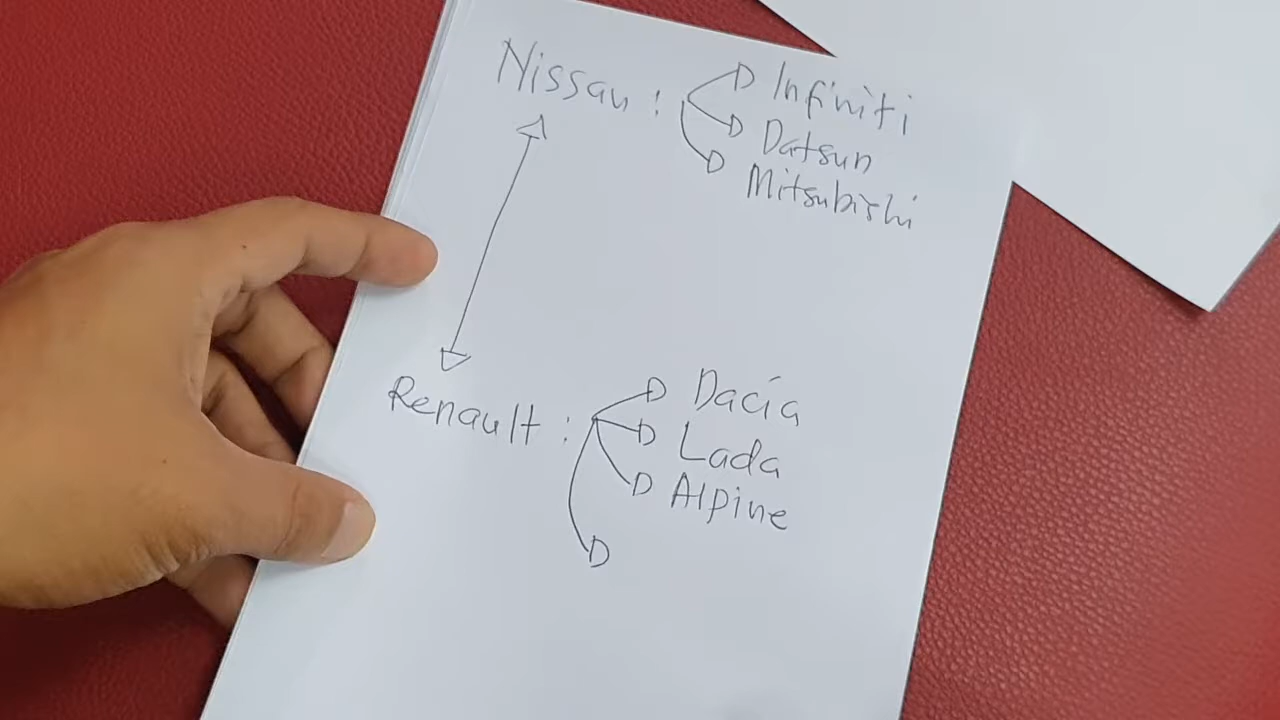 Nissan : Infiniti
Datsun
Mitsubishi
Renault : Dacia
Lada
Alpine